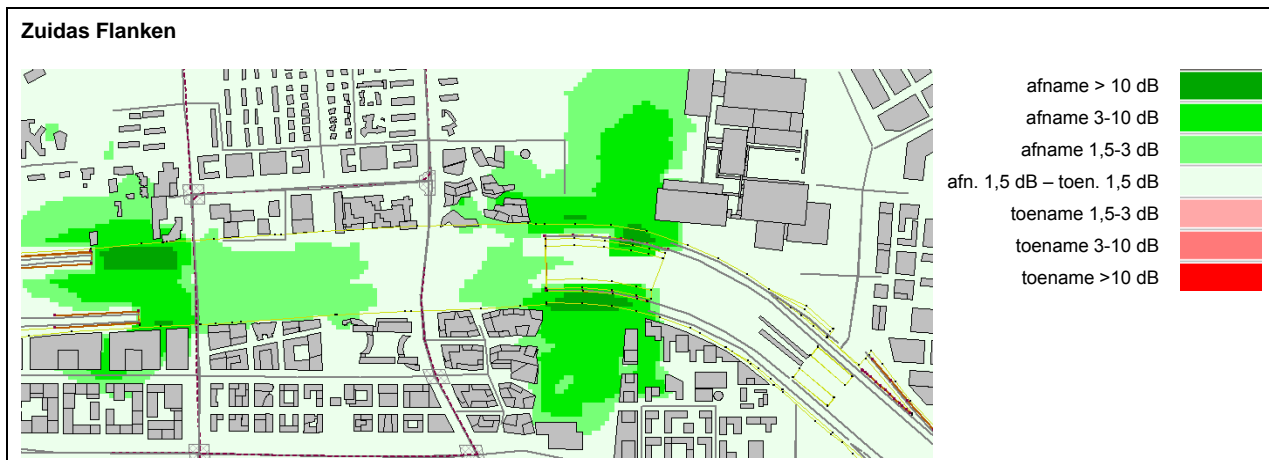 Zuidas Flanken
afname > 10 dB
afname 3-10 dB
afname 1,5-3 dB
afn. 1,5 dB – toen. 1,5 dB
toename 1,5-3 dB
toename 3-10 dB
toename >10 dB